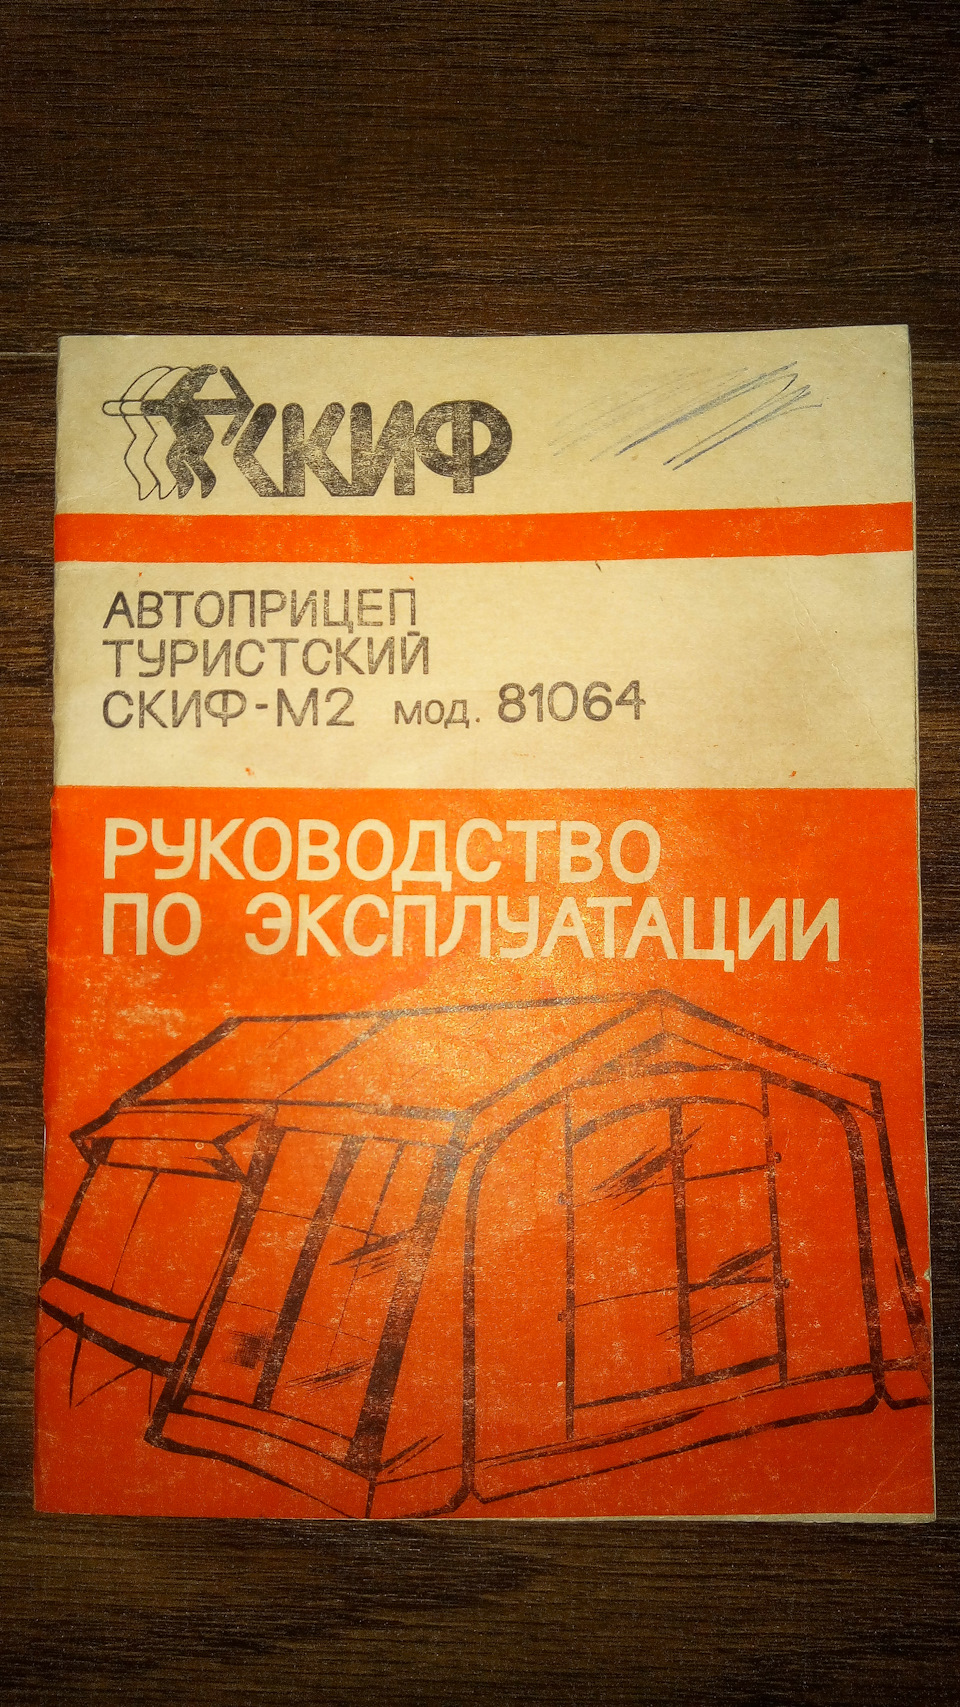 СКИФ
АВТОПРИЦЕП
ТУРИСТСКИЙ
СКИФ-М2 мод. 81064
РУКОВОДСТВО
ПО ЭКСПЛУАТАЦИИ